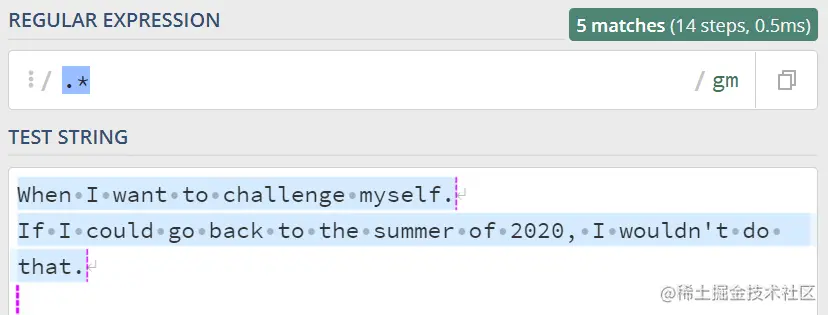 REGULAR EXPRESSION
5 matches (14 steps, 0.5ms)
/ .* / gm
TEST STRING
When·I·want·to·challenge·myself.↵
If·I·could·go·back·to·the·summer·of·2020,·I·wouldn't·do·
that.↵
@稀土掘金技术社区